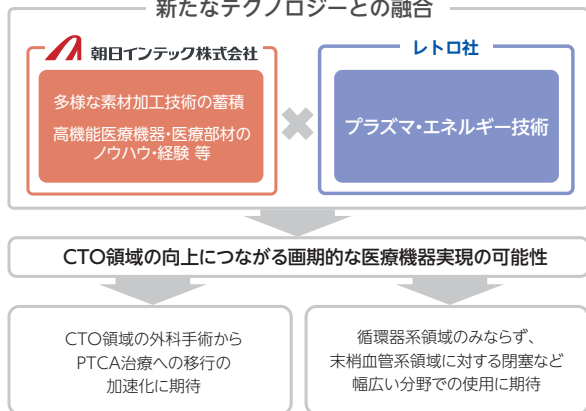 新たなテクノロジーとの融合
朝日インテック株式会社
多様な素材加工技術の蓄積
高機能医療機器・医療部材の
ノウハウ・経験 等
レトロ社
プラズマ・エネルギー技術
CTO領域の向上につながる画期的な医療機器実現の可能性
CTO領域の外科手術から
PTCA治療への移行の
加速化に期待
循環器系領域のみならず、
末梢血管系領域に対する閉塞など
幅広い分野での使用に期待